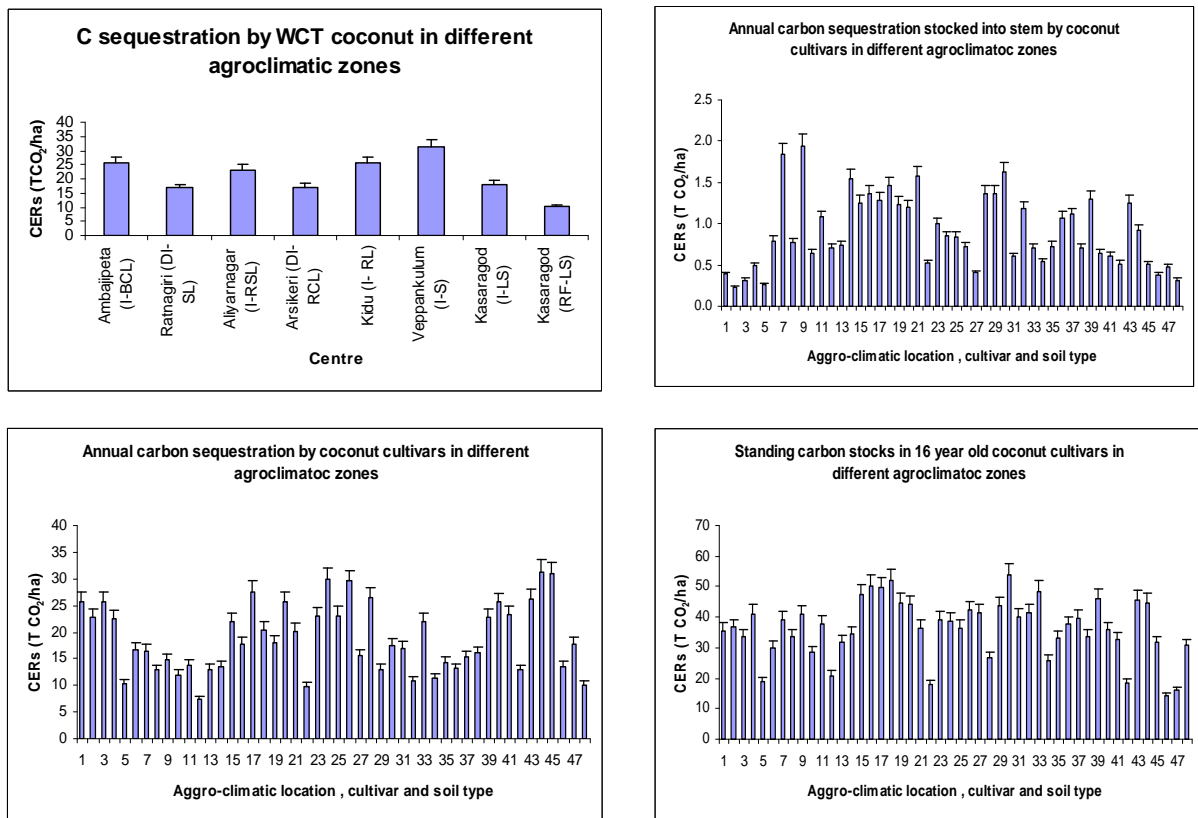 C sequestration by WCT coconut in different
agroclimatic zones
CERs (TCO2/ha)
40
35
30
25
20
15
10
5
0
Ambajipeta
(I-BCL)
Ratnagiri (DI-
SL)
Aliyarnagar
(I-RSL)
Arsikeri (DI-
RCL)
Kidu (I- RL)
Veppankulum
(I-S)
Kasaragod
(I-LS)
Kasaragod
(RF-LS)
Centre
Annual carbon sequestration stocked into stem by coconut
cultivars in different agroclimatoc zones
CERs (T CO2/ha)
2.5
2.0
1.5
1.0
0.5
0.0
1 3 5 7 9 11 13 15 17 19 21 23 25 27 29 31 33 35 37 39 41 43 45 47
Aggro-climatic location , cultivar and soil type
Annual carbon sequestration by coconut cultivars in different
agroclimatoc zones
CERs (T CO2/ha)
40
35
30
25
20
15
10
5
0
1 3 5 7 9 11 13 15 17 19 21 23 25 27 29 31 33 35 37 39 41 43 45 47
Aggro-climatic location , cultivar and soil type
Standing carbon stocks in 16 year old coconut cultivars in
different agroclimatoc zones
CERs (T CO2/ha)
70
60
50
40
30
20
10
0
1 3 5 7 9 11 13 15 17 19 21 23 25 27 29 31 33 35 37 39 41 43 45 47
Aggro-climatic location , cultivar and soil type